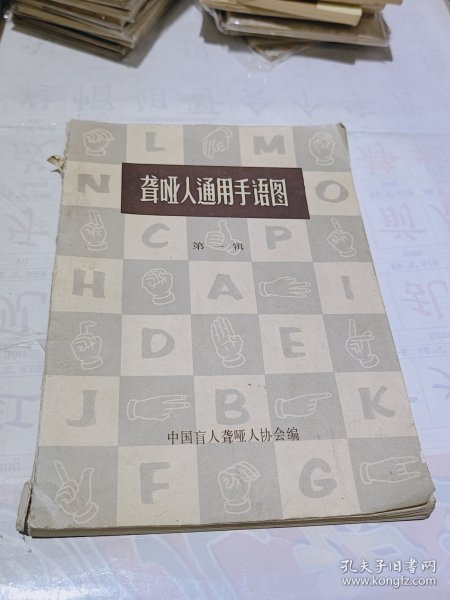 L M
聋哑人通用手语图
N O
C P
第一辑
H A I
D E
J B K
中国盲人聋哑人协会编
F G
孔夫子旧书网
www.kongfz.com